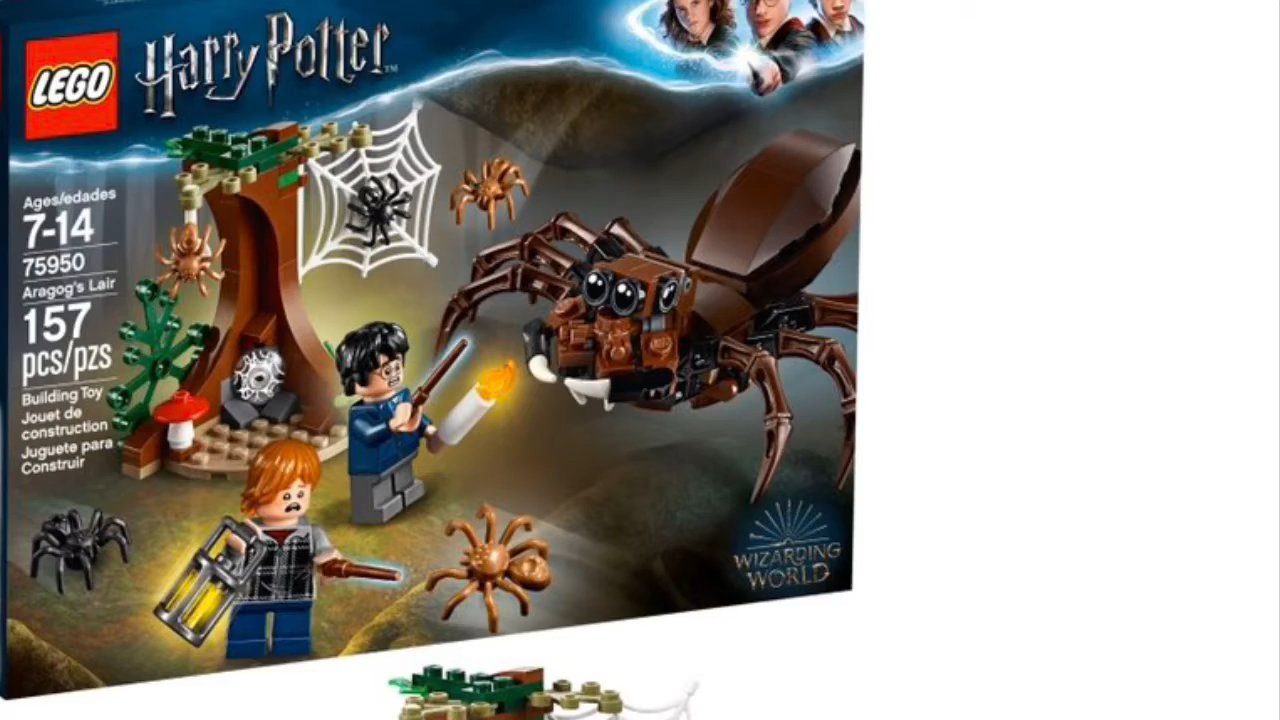 LEGO
Harry Potter™
Ages/edades
7-14
75950
Aragog's Lair
157
pcs/pzs
Building Toy
Jouet de
construction
Juguete para
Construir
WIZARDING
WORLD